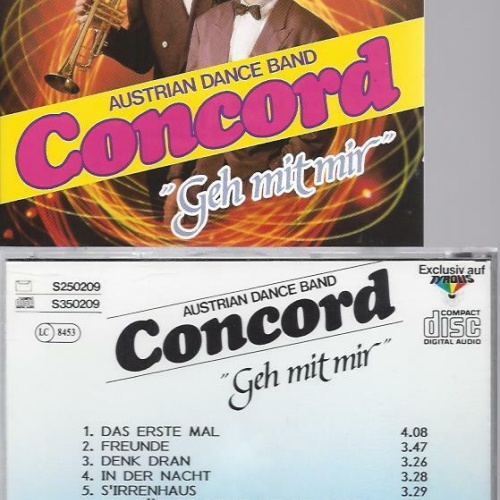 AUSTRIAN DANCE BAND
Concord
"Geh mit mir"
S250209
S350209
LC 8453
AUSTRIAN DANCE BAND
Concord
"Geh mit mir"
Exclusiv auf
TYROLIS
COMPACT
disc
DIGITAL AUDIO
1. DAS ERSTE MAL 4.08
2. FREUNDE 3.47
3. DENK DRAN 3.26
4. IN DER NACHT 3.28
5. S'IRRENHAUS 3.29